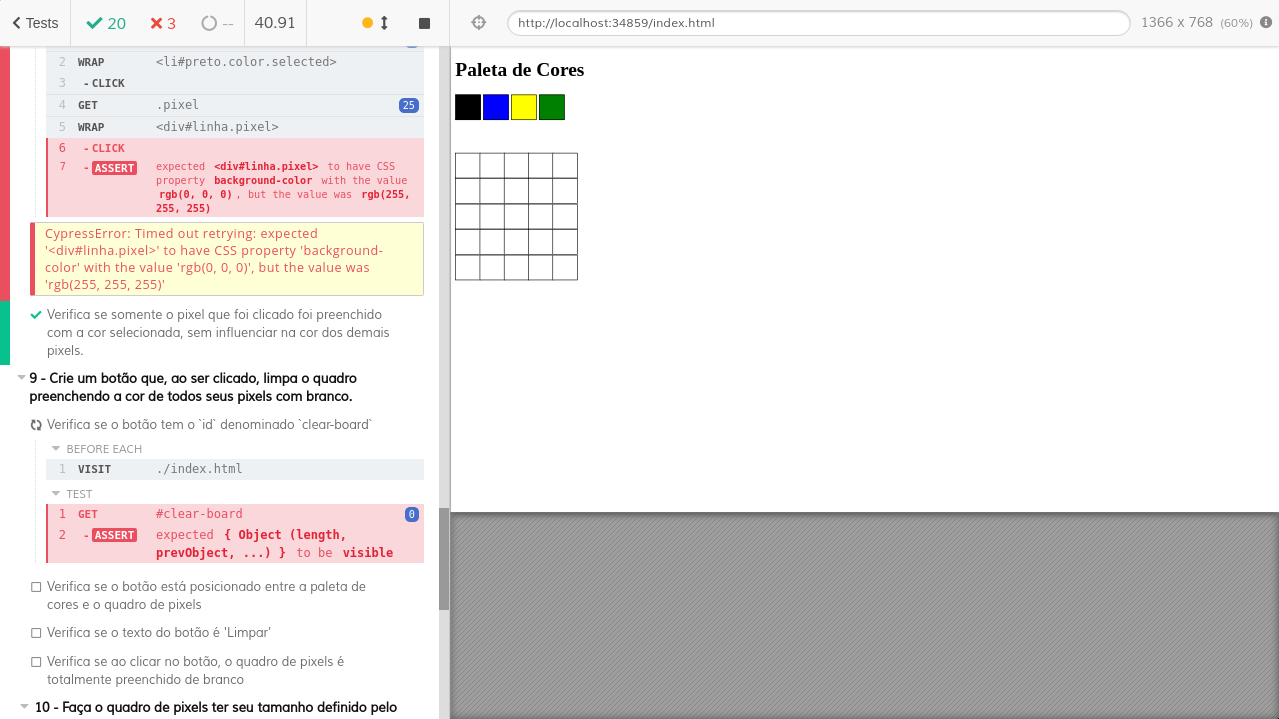 Tests
20
3
--
40.91
http://localhost:34859/index.html
1366 x 768 (60%)
2 WRAP <li#preto.color.selected>
3 -CLICK
4 GET .pixel 25
5 WRAP <div#linha.pixel>
6 -CLICK
7 -ASSERT expected <div#linha.pixel> to have CSS
property background-color with the value
rgb(0, 0, 0), but the value was rgb(255,
255, 255)
CypressError: Timed out retrying: expected
'<div#linha.pixel>' to have CSS property 'background-
color' with the value 'rgb(0, 0, 0)', but the value was
'rgb(255, 255, 255)'
Verifica se somente o pixel que foi clicado foi preenchido
com a cor selecionada, sem influenciar na cor dos demais
pixels.
9 - Crie um botão que, ao ser clicado, limpa o quadro
preenchendo a cor de todos seus pixels com branco.
Verifica se o botão tem o `id` denominado `clear-board`
BEFORE EACH
1 VISIT ./index.html
TEST
1 GET #clear-board 0
2 -ASSERT expected { Object (length,
prevObject, ...) } to be visible
Verifica se o botão está posicionado entre a paleta de
cores e o quadro de pixels
Verifica se o texto do botão é 'Limpar'
Verifica se ao clicar no botão, o quadro de pixels é
totalmente preenchido de branco
10 - Faça o quadro de pixels ter seu tamanho definido pelo
Paleta de Cores